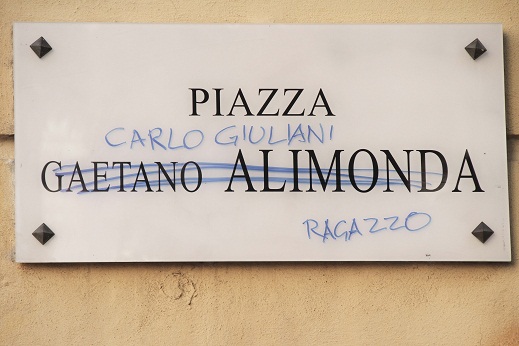 PIAZZA
CARLO GIULIANI
GAETANO ALIMONDA
RAGAZZO